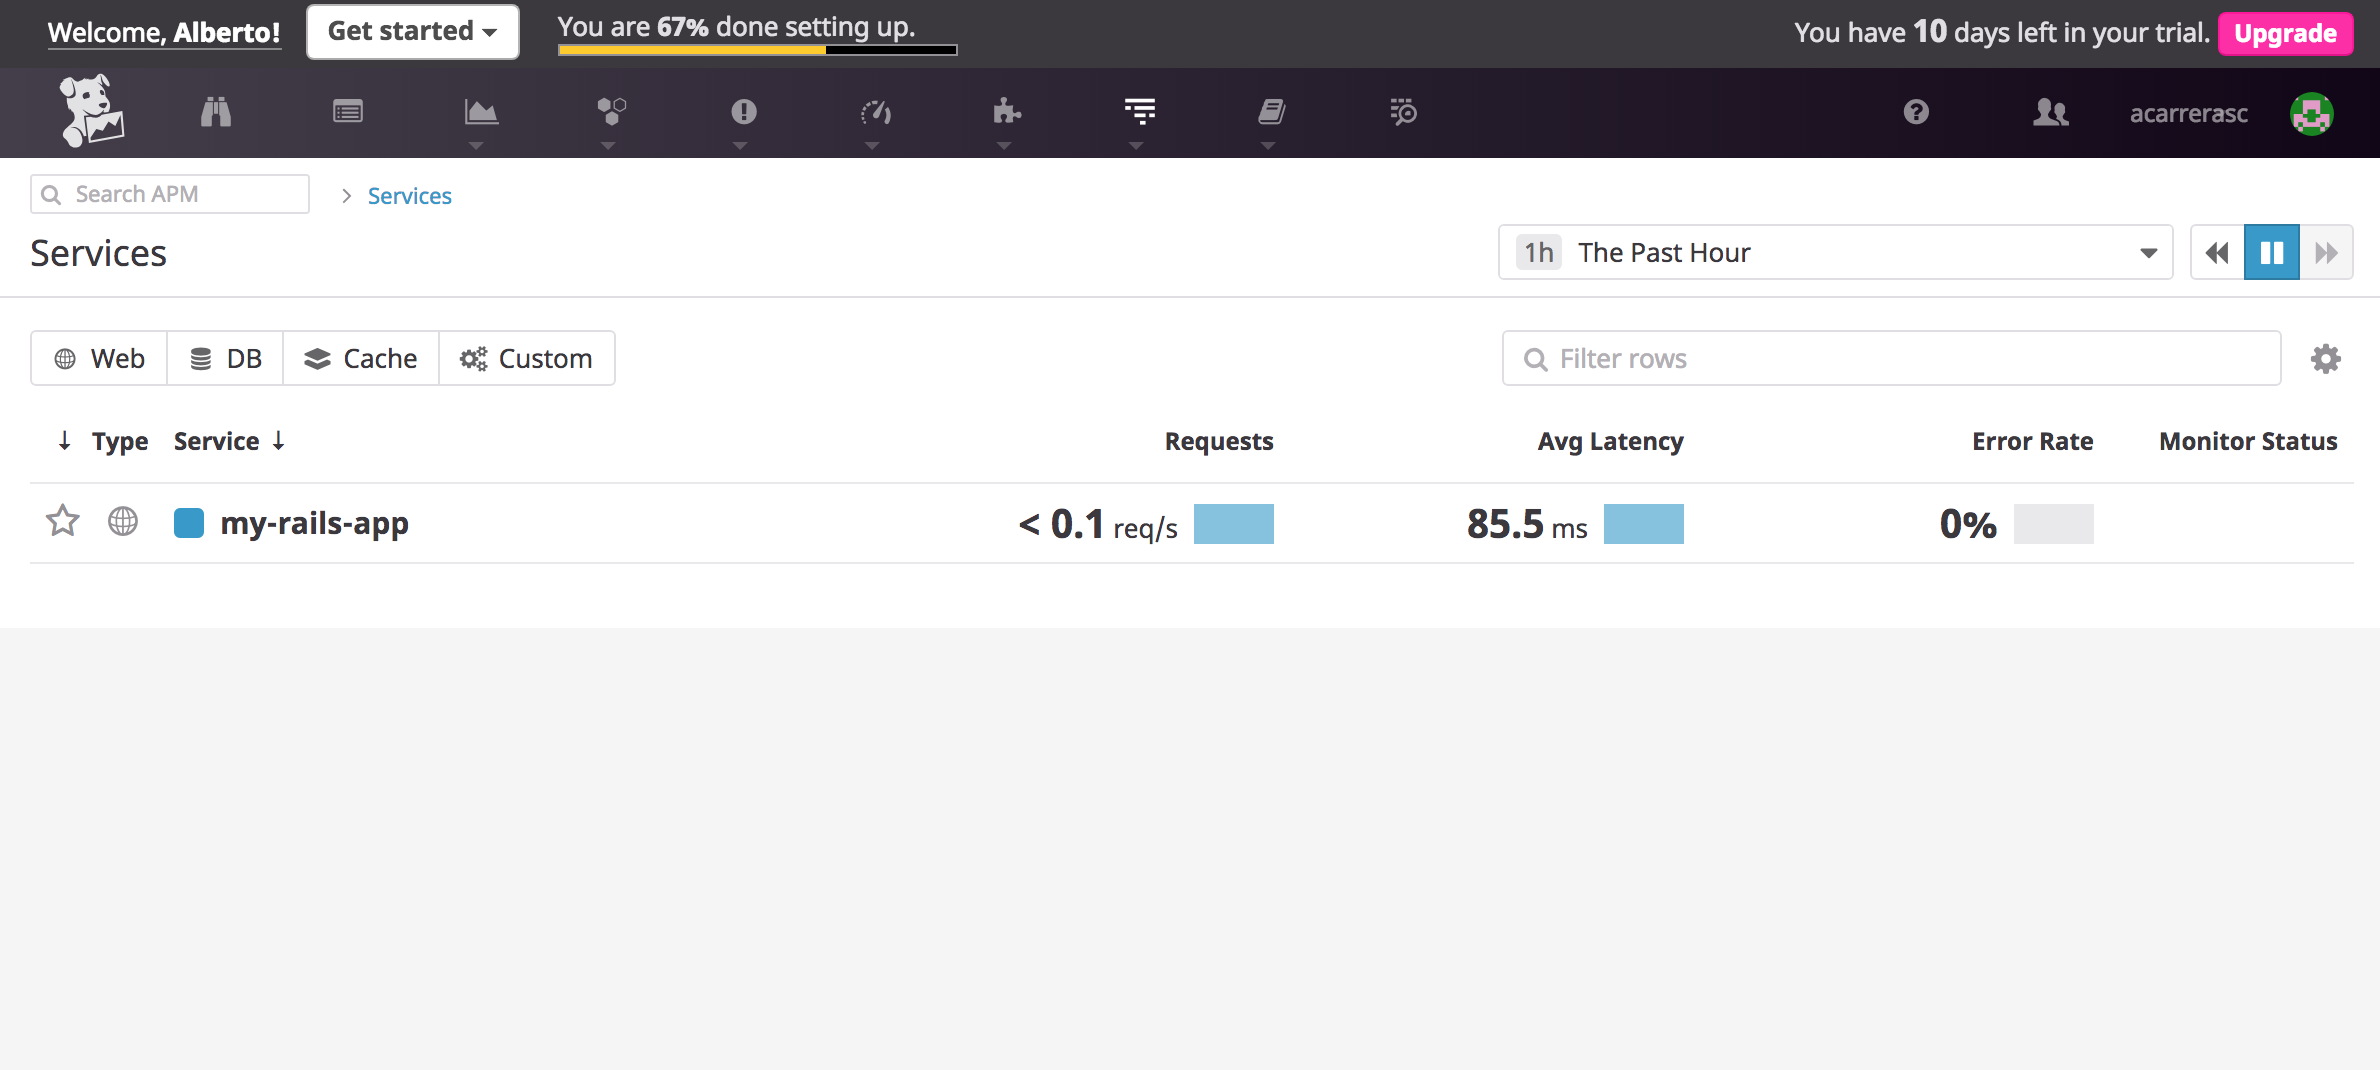 Welcome, Alberto!
Get started
You are 67% done setting up.
You have 10 days left in your trial.
Upgrade
acarrerasc
Search APM
Services
Services
1h The Past Hour
Web
DB
Cache
Custom
Filter rows
Type Service Requests Avg Latency Error Rate Monitor Status
my-rails-app < 0.1 req/s 85.5 ms 0%